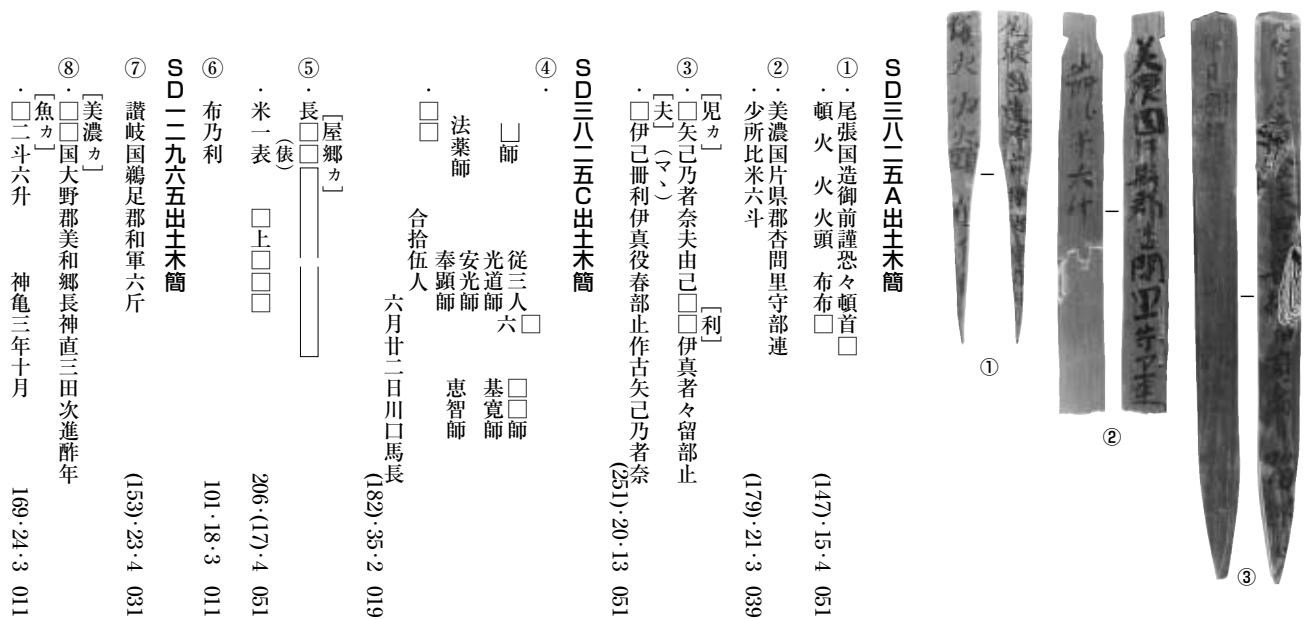 SD三八二五A出土木簡
①・尾張国造御前謹恐々頓首□
・頓火火火頭布布□ (147)・15・4 051
②・美濃国片県郡杏問里守部連
・少所比米六斗 (179)・21・3 039
[児ヵ] [利]
③・□矢己乃者奈夫由己□□伊真者々留部止
[夫](マヽ)
・□伊己冊利伊真役春部止作古矢己乃者奈 (251)・20・13 051
SD三八二五C出土木簡
④・
□
従三人 □□師
六
□師 光道師 基寛師
安光師
法薬師 奉顕師 恵智師
合拾伍人
・□□
六月廿二日川口馬長 (182)・35・2 019
[屋郷ヵ]
⑤・長□□
(俵)
・米一表 □上□□□ 206・(17)・4 051
⑥ 布乃利 101・18・3 011
SD一二九六五出土木簡
⑦ 讃岐国鵜足郡和軍六斤 (153)・23・4 031
[美濃ヵ]
⑧・□□国大野郡美和郷長神直三田次進酢年
[魚ヵ]
・□二斗六升 神亀三年十月 169・24・3 011
①
②
③